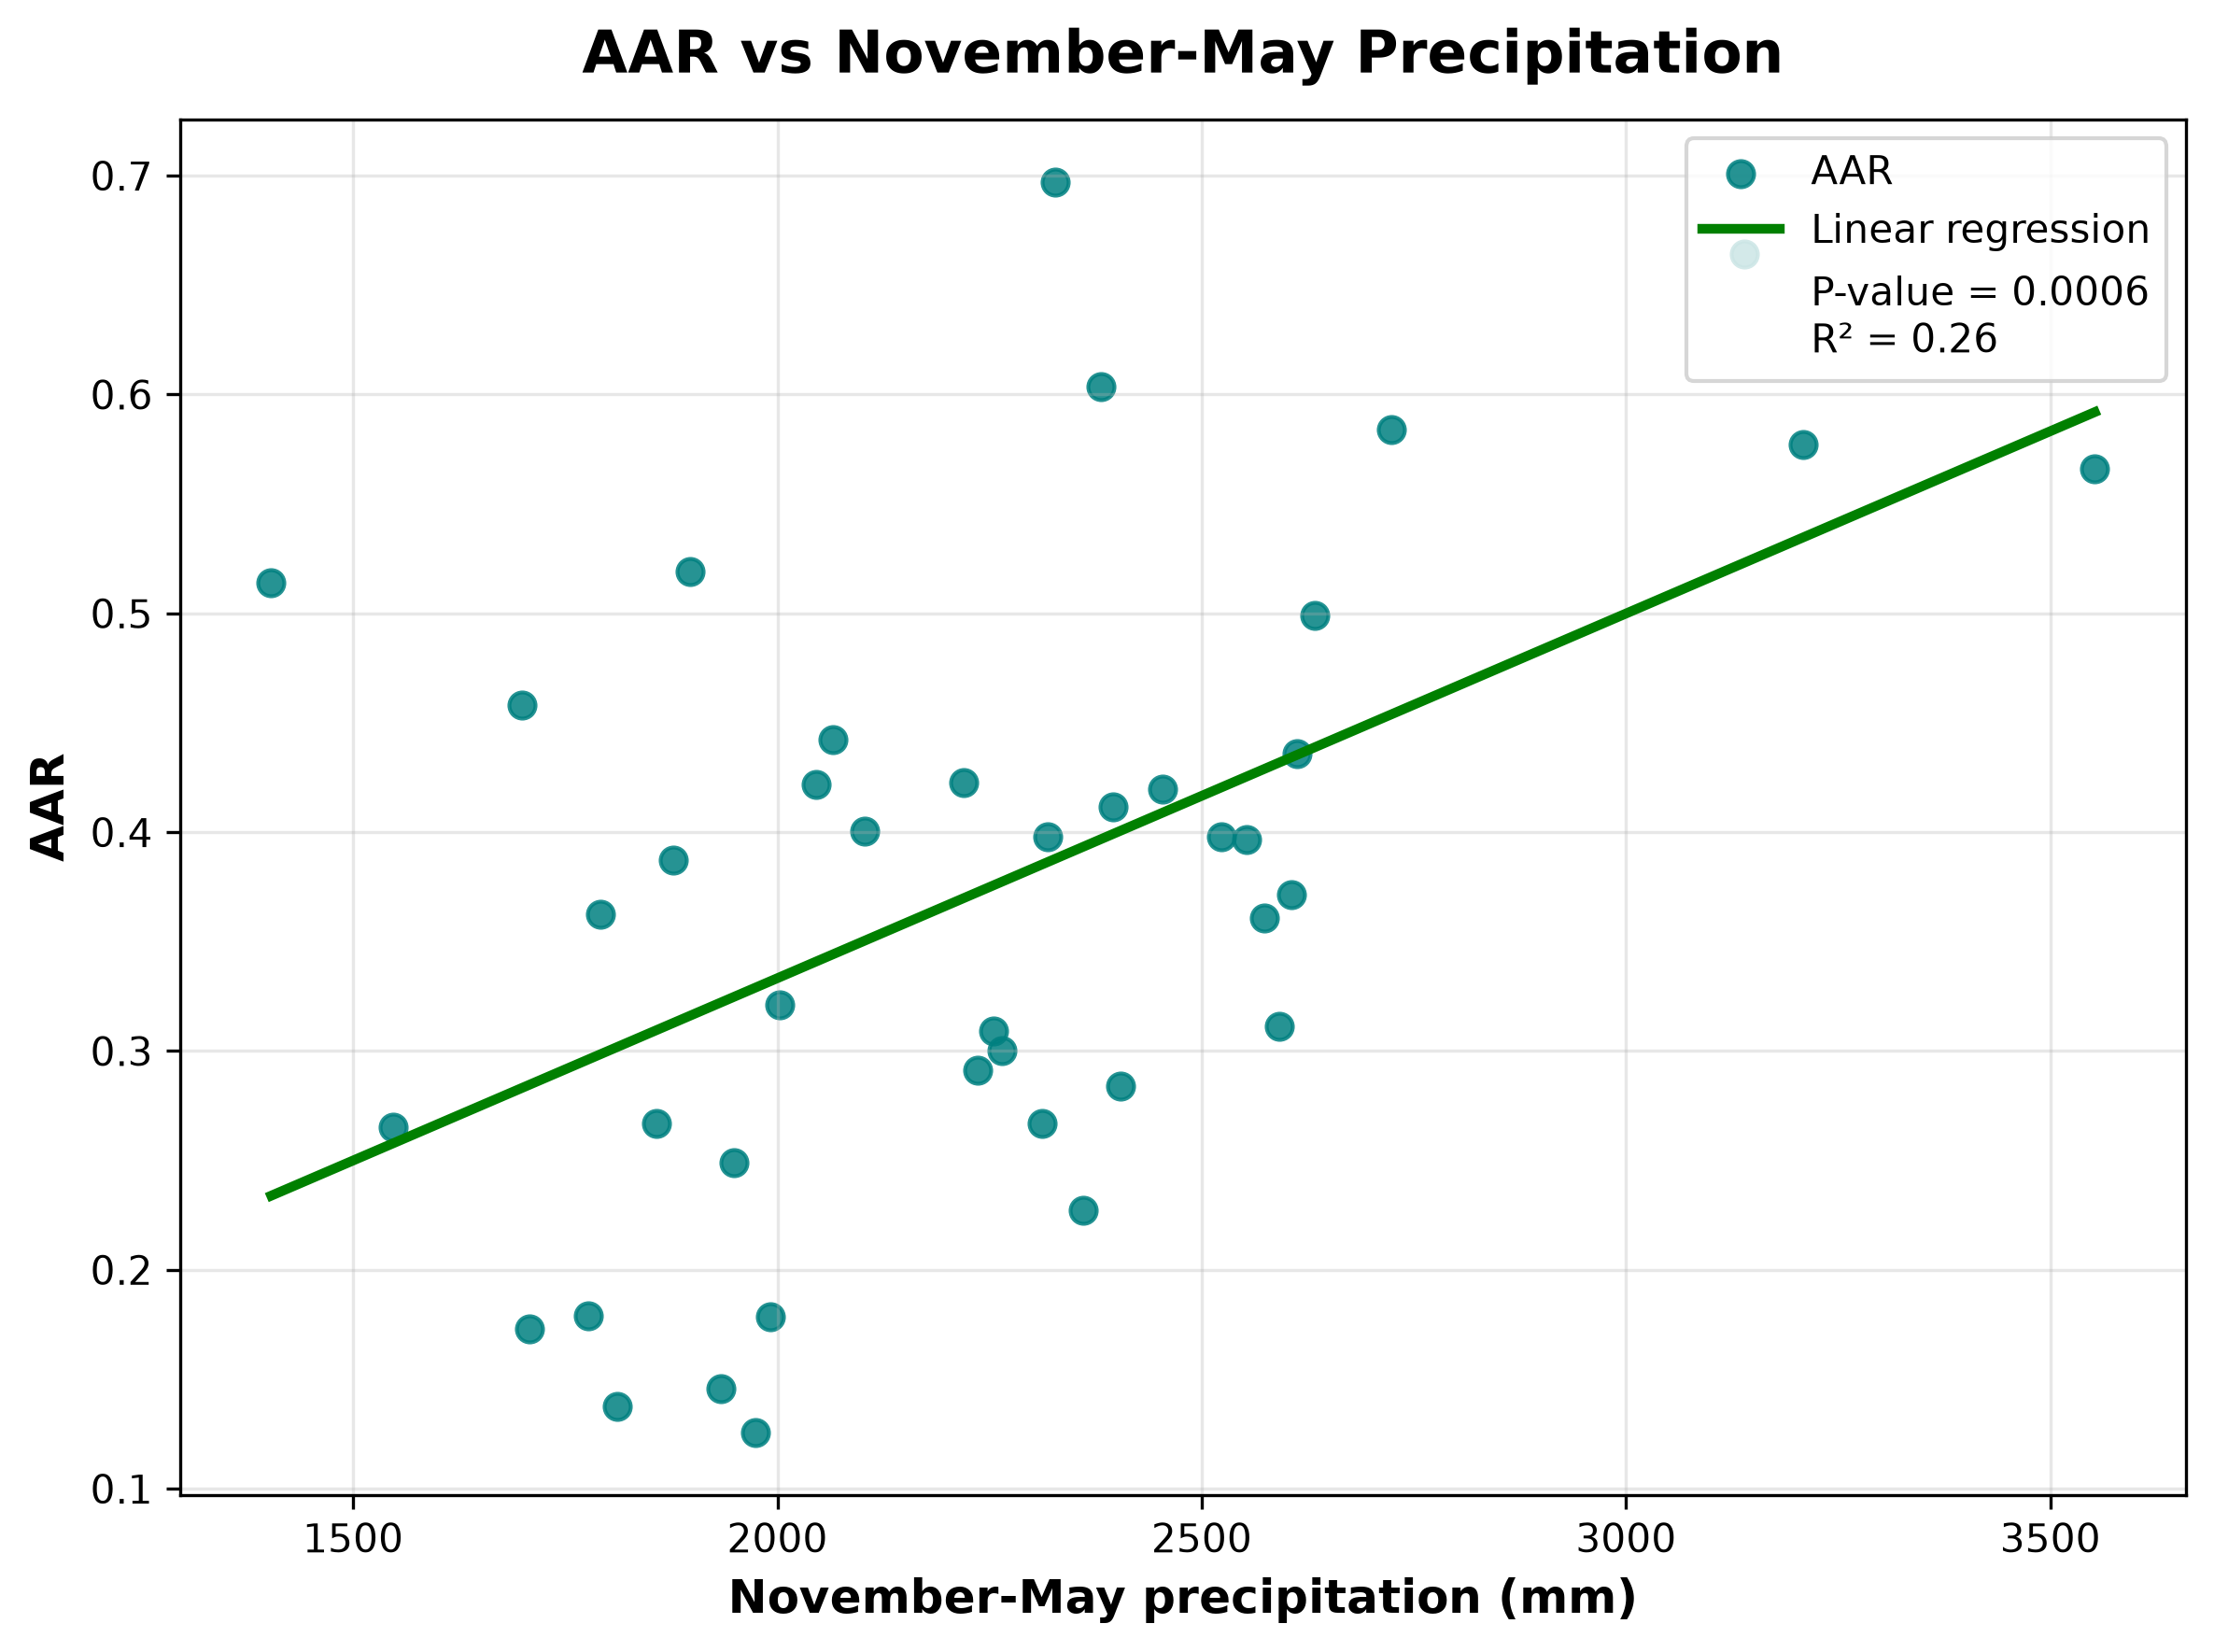 AAR vs November-May Precipitation
AAR
Linear regression
P-value = 0.0006
R² = 0.26
0.7
0.6
0.5
0.4
0.3
0.2
0.1
AAR
1500 2000 2500 3000 3500
November-May precipitation (mm)